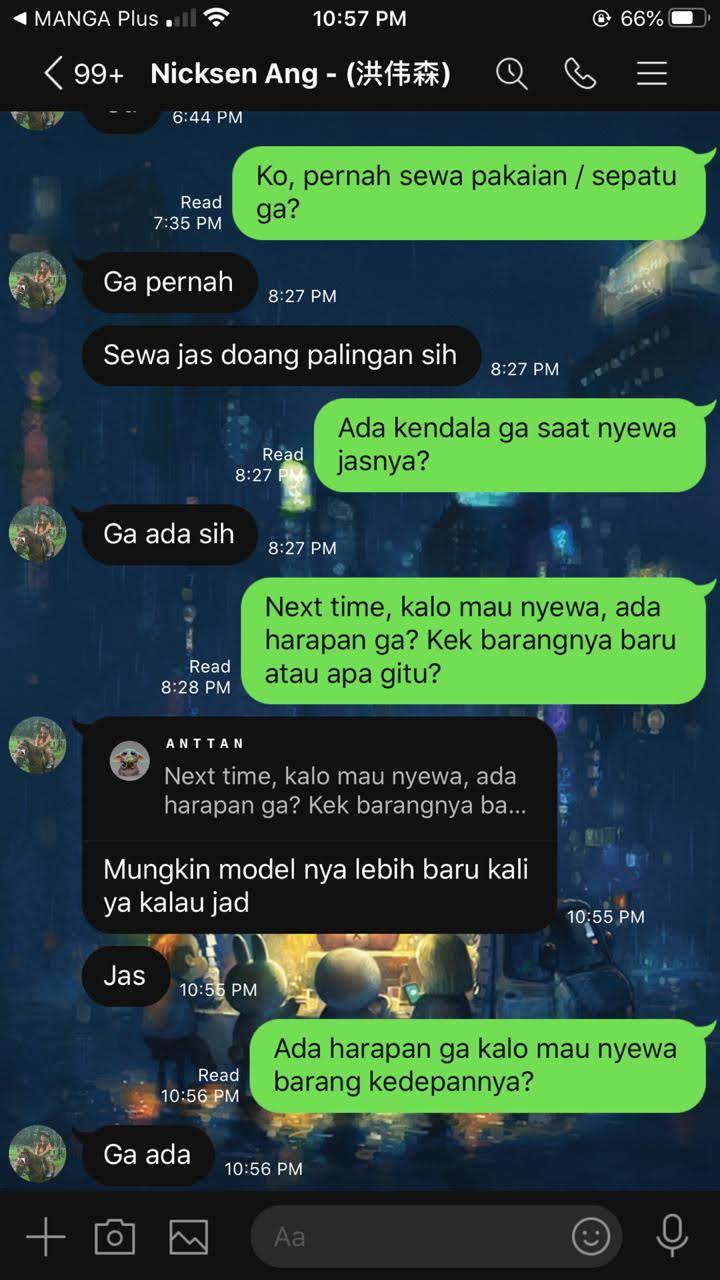 MANGA Plus
10:57 PM
66%
99+
Nicksen Ang - (洪伟森)
6:44 PM
Ko, pernah sewa pakaian / sepatu
ga?
Read
7:35 PM
Ga pernah
8:27 PM
Sewa jas doang palingan sih
8:27 PM
Ada kendala ga saat nyewa
jasnya?
Read
8:27 PM
Ga ada sih
8:27 PM
Next time, kalo mau nyewa, ada
harapan ga? Kek barangnya baru
atau apa gitu?
Read
8:28 PM
ANTTAN
Next time, kalo mau nyewa, ada
harapan ga? Kek barangnya ba...
Mungkin model nya lebih baru kali
ya kalau jad
10:55 PM
Jas
10:55 PM
Ada harapan ga kalo mau nyewa
barang kedepannya?
Read
10:56 PM
Ga ada
10:56 PM
Aa